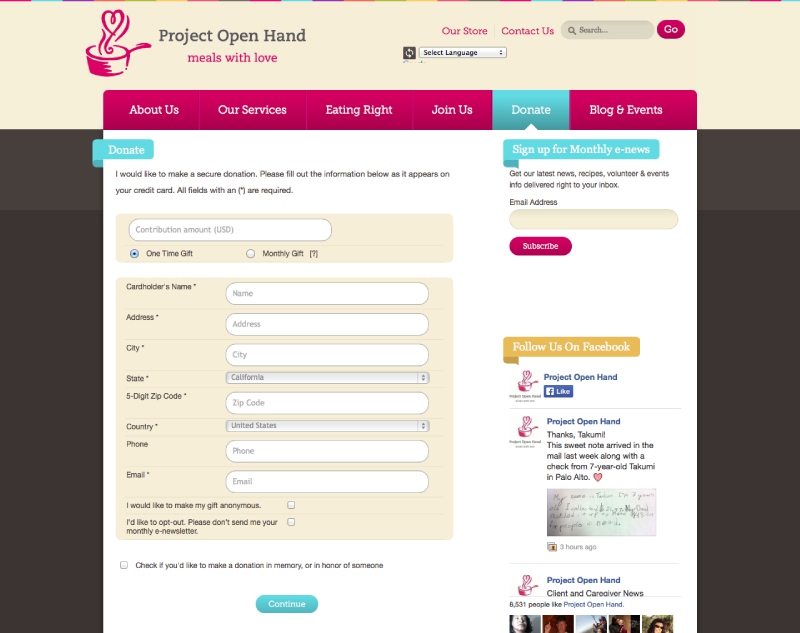 Project Open Hand
meals with love
Our Store
Contact Us
Search...
Go
Select Language
About Us
Our Services
Eating Right
Join Us
Donate
Blog & Events
Donate
I would like to make a secure donation. Please fill out the information below as it appears on
your credit card. All fields with an (*) are required.
Contribution amount (USD)
One Time Gift
Monthly Gift [?]
Cardholder's Name *
Name
Address *
Address
City *
City
State *
California
5-Digit Zip Code *
Zip Code
Country *
United States
Phone
Phone
Email *
Email
I would like to make my gift anonymous.
I'd like to opt-out. Please don't send me your
monthly e-newsletter.
Check if you'd like to make a donation in memory, or in honor of someone
Continue
Sign up for Monthly e-news
Get our latest news, recipes, volunteer & events
info delivered right to your inbox.
Email Address
Subscribe
Follow Us On Facebook
Project Open Hand
Like
Project Open Hand
Thanks, Takumi!
This sweet note arrived in the
mail last week along with a
check from 7-year-old Takumi
in Palo Alto.
3 hours ago
Project Open Hand
Client and Caregiver News
8,531 people like Project Open Hand.